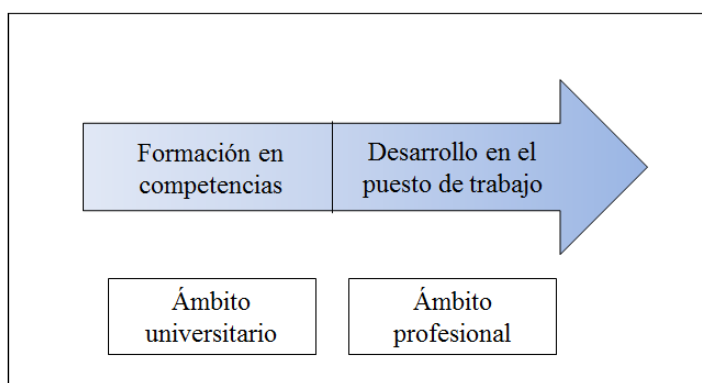 Formación en
competencias
Desarrollo en el
puesto de trabajo
Ámbito
universitario
Ámbito
profesional